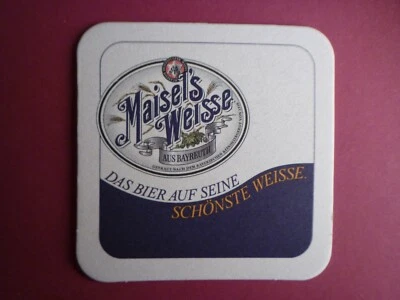 Maisel's
Weisse
AUS BAYREUTH
DAS BIER AUF SEINE
SCHÖNSTE WEISSE.